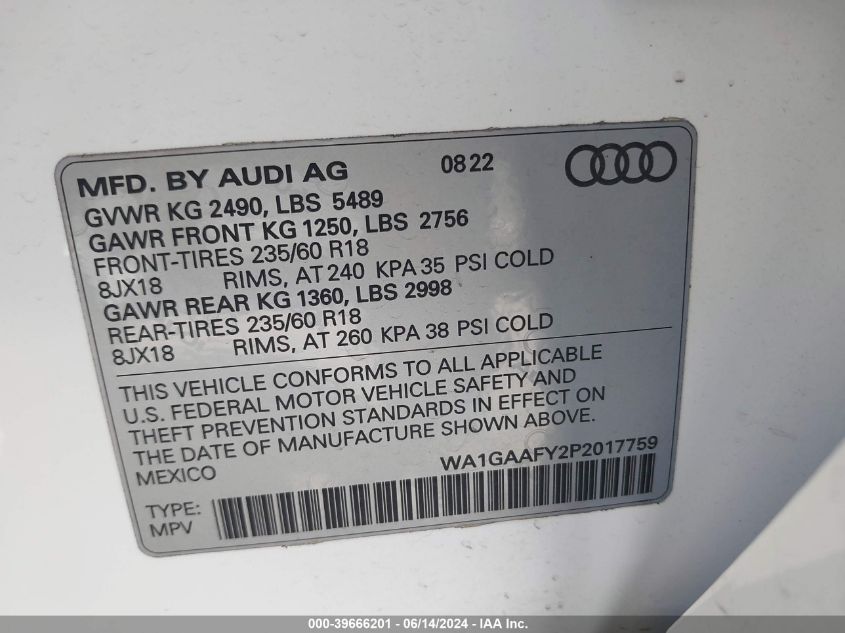 MFD. BY AUDI AG 0822
GVWR KG 2490, LBS 5489
GAWR FRONT KG 1250, LBS 2756
FRONT-TIRES 235/60 R18
8JX18 RIMS, AT 240 KPA 35 PSI COLD
GAWR REAR KG 1360, LBS 2998
REAR-TIRES 235/60 R18
8JX18 RIMS, AT 260 KPA 38 PSI COLD
THIS VEHICLE CONFORMS TO ALL APPLICABLE
U.S. FEDERAL MOTOR VEHICLE SAFETY AND
THEFT PREVENTION STANDARDS IN EFFECT ON
THE DATE OF MANUFACTURE SHOWN ABOVE.
MEXICO WA1GAAFY2P2017759
TYPE:
MPV
000-39666201 - 06/14/2024 - IAA Inc.